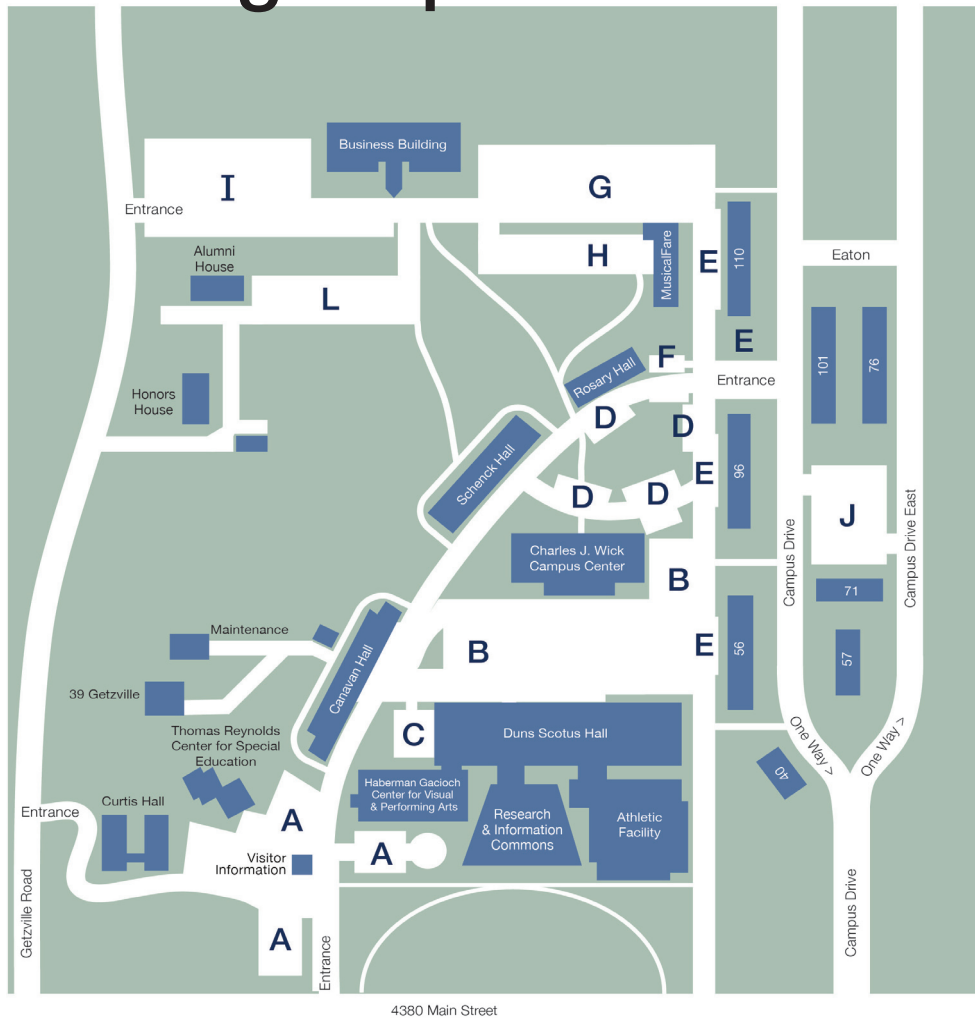 Business Building
I
G
Entrance
Alumni
House
H
MusicalFare
E
110
Eaton
L
E
101
76
F
Rosary Hall
Entrance
Honors
House
D
D
Schenck Hall
E
96
D
D
J
Campus Drive
Campus Drive East
Charles J. Wick
Campus Center
B
71
Maintenance
Canavan Hall
B
E
56
57
39 Getzville
Thomas Reynolds
Center for Special
Education
C
Duns Scotus Hall
One Way >
One Way >
40
Haberman Gacioch
Center for Visual
& Performing Arts
Curtis Hall
Entrance
A
Research
& Information
Commons
Athletic
Facility
Visitor
Information
A
Getzville Road
A
Entrance
Campus Drive
4380 Main Street